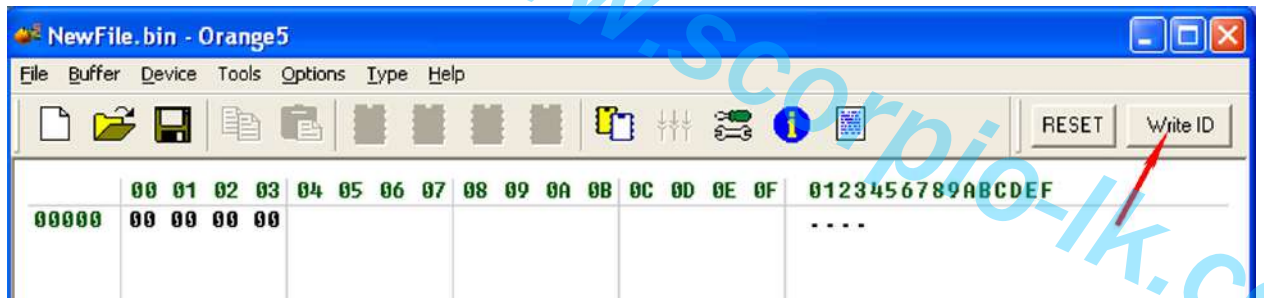 NewFile.bin - Orange5
File Buffer Device Tools Options Type Help
RESET Write ID
00 01 02 03 04 05 06 07 08 09 0A 0B 0C 0D 0E 0F 0123456789ABCDEF
00000 00 00 00 00 ....
w.scorpio-lk.c